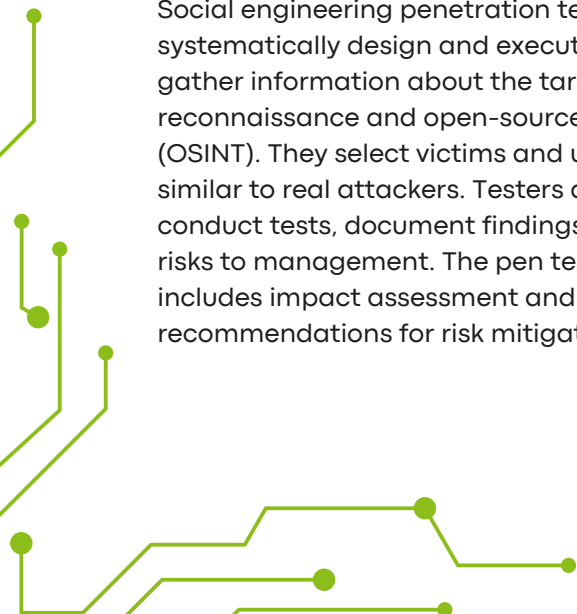 Social engineering penetration te
systematically design and execut
gather information about the tar
reconnaissance and open-source
(OSINT). They select victims and u
similar to real attackers. Testers
conduct tests, document findings
risks to management. The pen te
includes impact assessment and
recommendations for risk mitigat